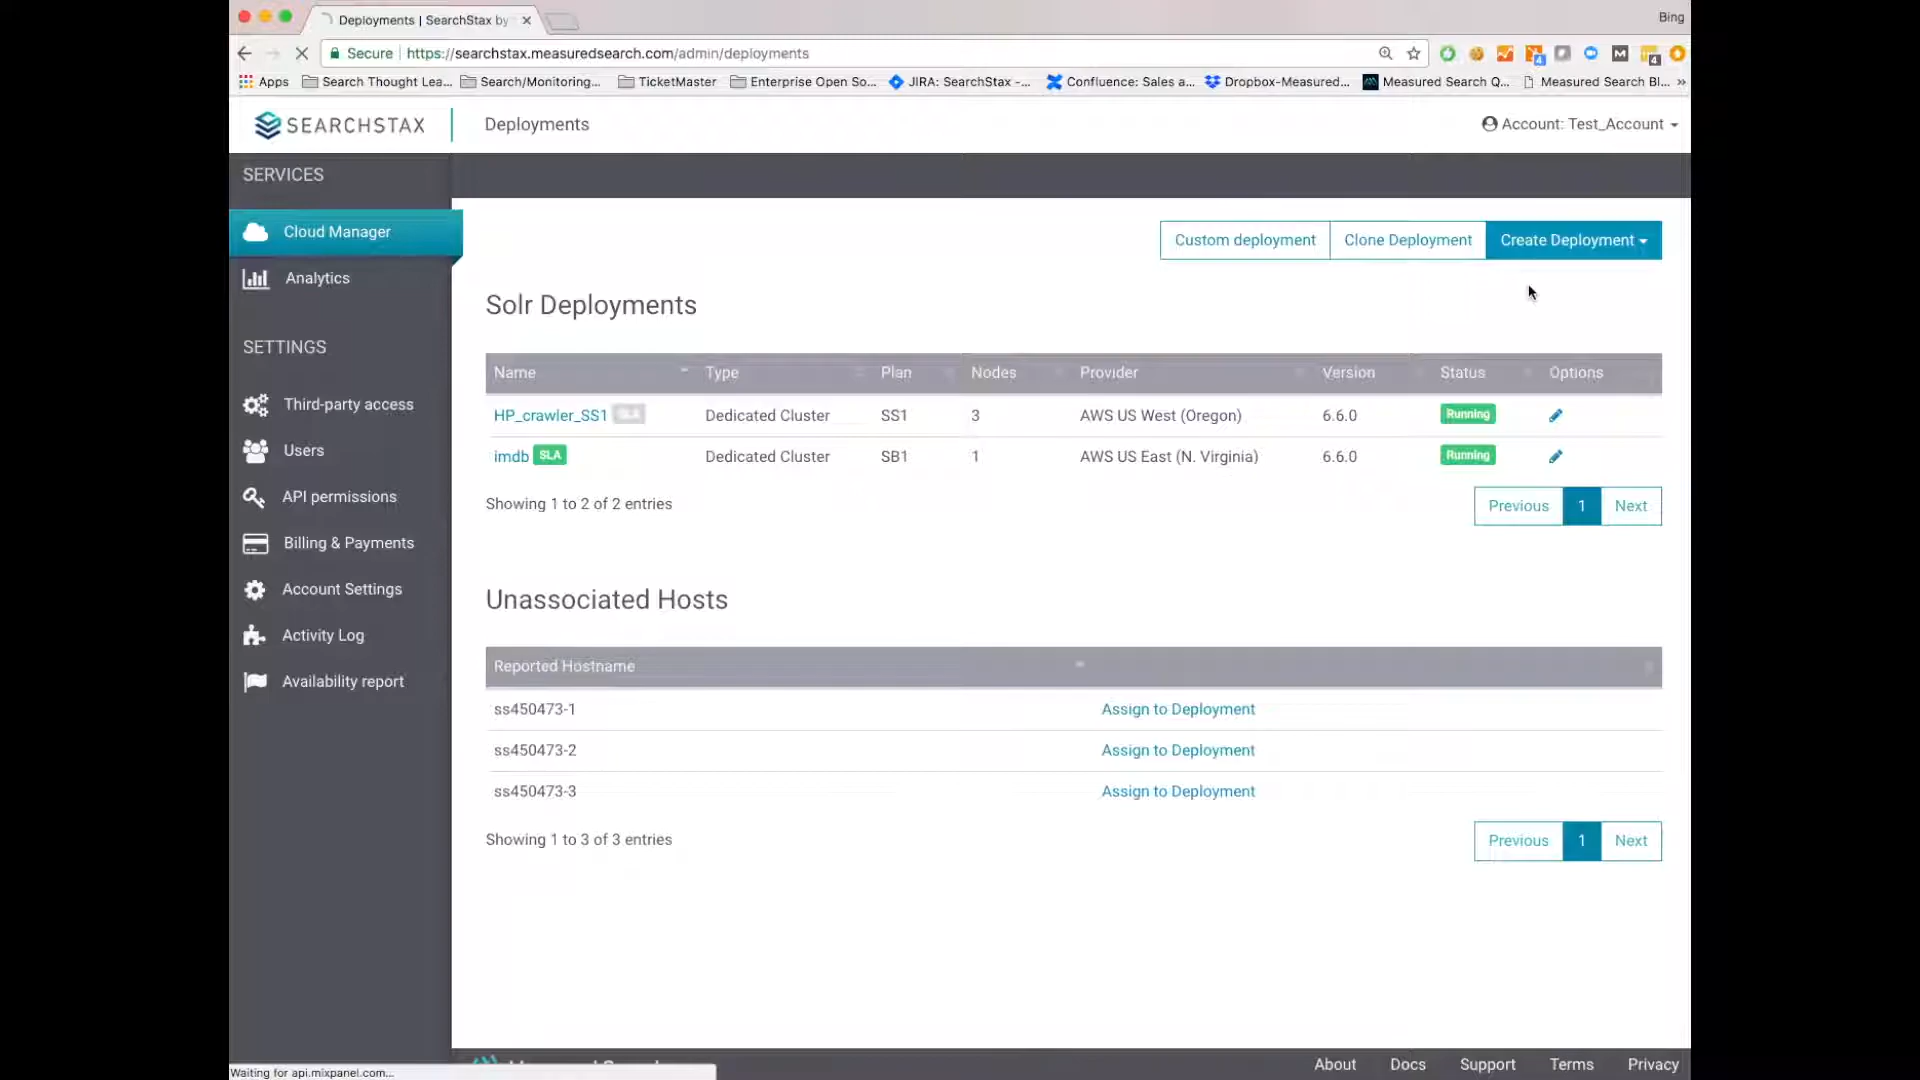 Deployments | SearchStax by
Bing
Secure https://searchstax.measuredsearch.com/admin/deployments
Apps Search Thought Lea... Search/Monitoring... TicketMaster Enterprise Open So... JIRA: SearchStax -... Confluence: Sales a... Dropbox-Measured... Measured Search Q... Measured Search Bl... »
SEARCHSTAX Deployments Account: Test_Account
SERVICES
Cloud Manager
Analytics
SETTINGS
Third-party access
Users
API permissions
Billing & Payments
Account Settings
Activity Log
Availability report
Custom deployment Clone Deployment Create Deployment
Solr Deployments
Name Type Plan Nodes Provider Version Status Options
HP_crawler_SS1 SLA Dedicated Cluster SS1 3 AWS US West (Oregon) 6.6.0 Running
imdb SLA Dedicated Cluster SB1 1 AWS US East (N. Virginia) 6.6.0 Running
Showing 1 to 2 of 2 entries
Previous 1 Next
Unassociated Hosts
Reported Hostname
ss450473-1 Assign to Deployment
ss450473-2 Assign to Deployment
ss450473-3 Assign to Deployment
Showing 1 to 3 of 3 entries
Previous 1 Next
About Docs Support Terms Privacy
Waiting for api.mixpanel.com...